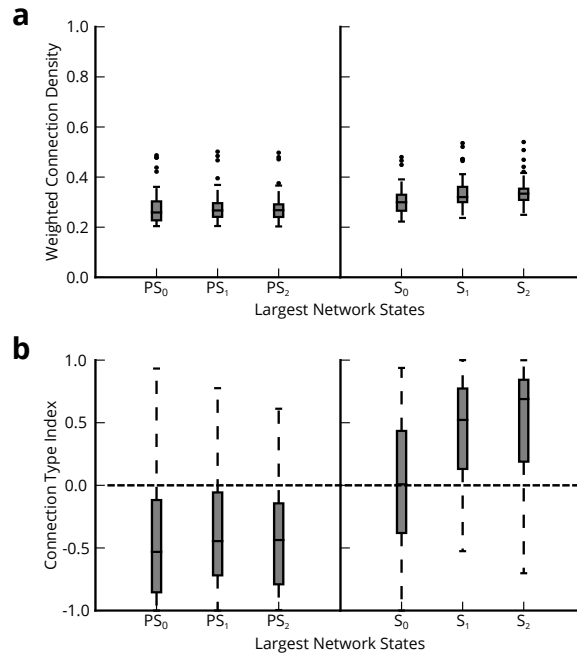 a
Weighted Connection Density
1.0
0.8
0.6
0.4
0.2
0.0
PS₀ PS₁ PS₂ S₀ S₁ S₂
Largest Network States
b
Connection Type Index
1.0
0.5
0.0
-0.5
-1.0
PS₀ PS₁ PS₂ S₀ S₁ S₂
Largest Network States